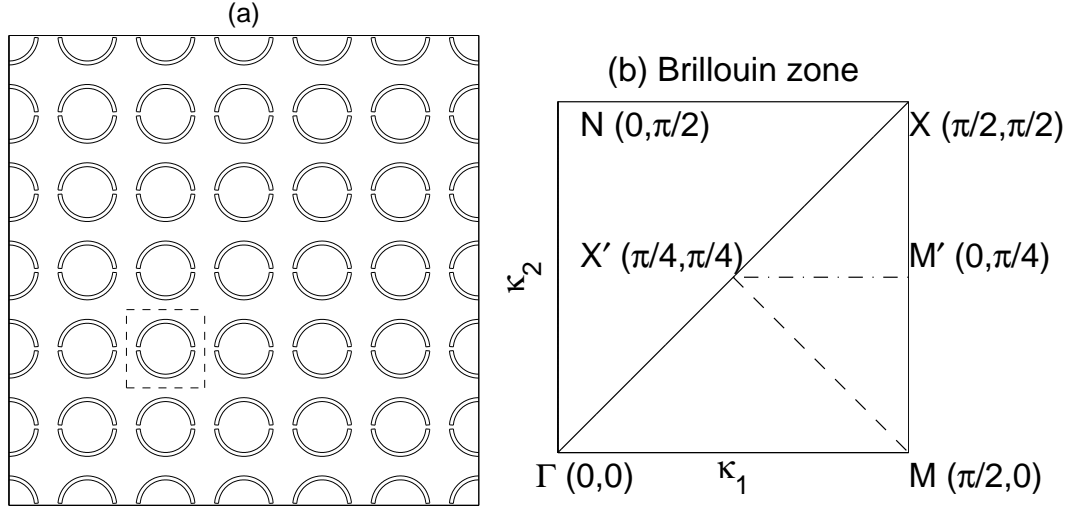 (a)
(b) Brillouin zone
N (0,π/2)
X (π/2,π/2)
X′ (π/4,π/4)
M′ (0,π/4)
κ2
Γ (0,0)
κ1
M (π/2,0)